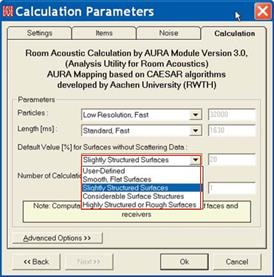 Calculation Parameters
Settings Items Noise Calculation
Room Acoustic Calculation by AURA Module Version 3.0,
(Analysis Utility for Room Acoustics)
AURA Mapping based on CAESAR algorithms
developed by Aachen University (RWTH)
Parameters
Particles: Low Resolution, Fast 32000
Length [ms]: Standard, Fast 1630
Default Value [%] for Surfaces without Scattering Data:
Slightly Structured Surfaces 20
User-Defined
Smooth, Flat Surfaces
Slightly Structured Surfaces
Considerable Surface Structures
Highly Structured or Rough Surfaces
Number of Calculat 1
Note: Computa faces and
receivers
Advanced Options >>
<< Back Next >> Ok Cancel